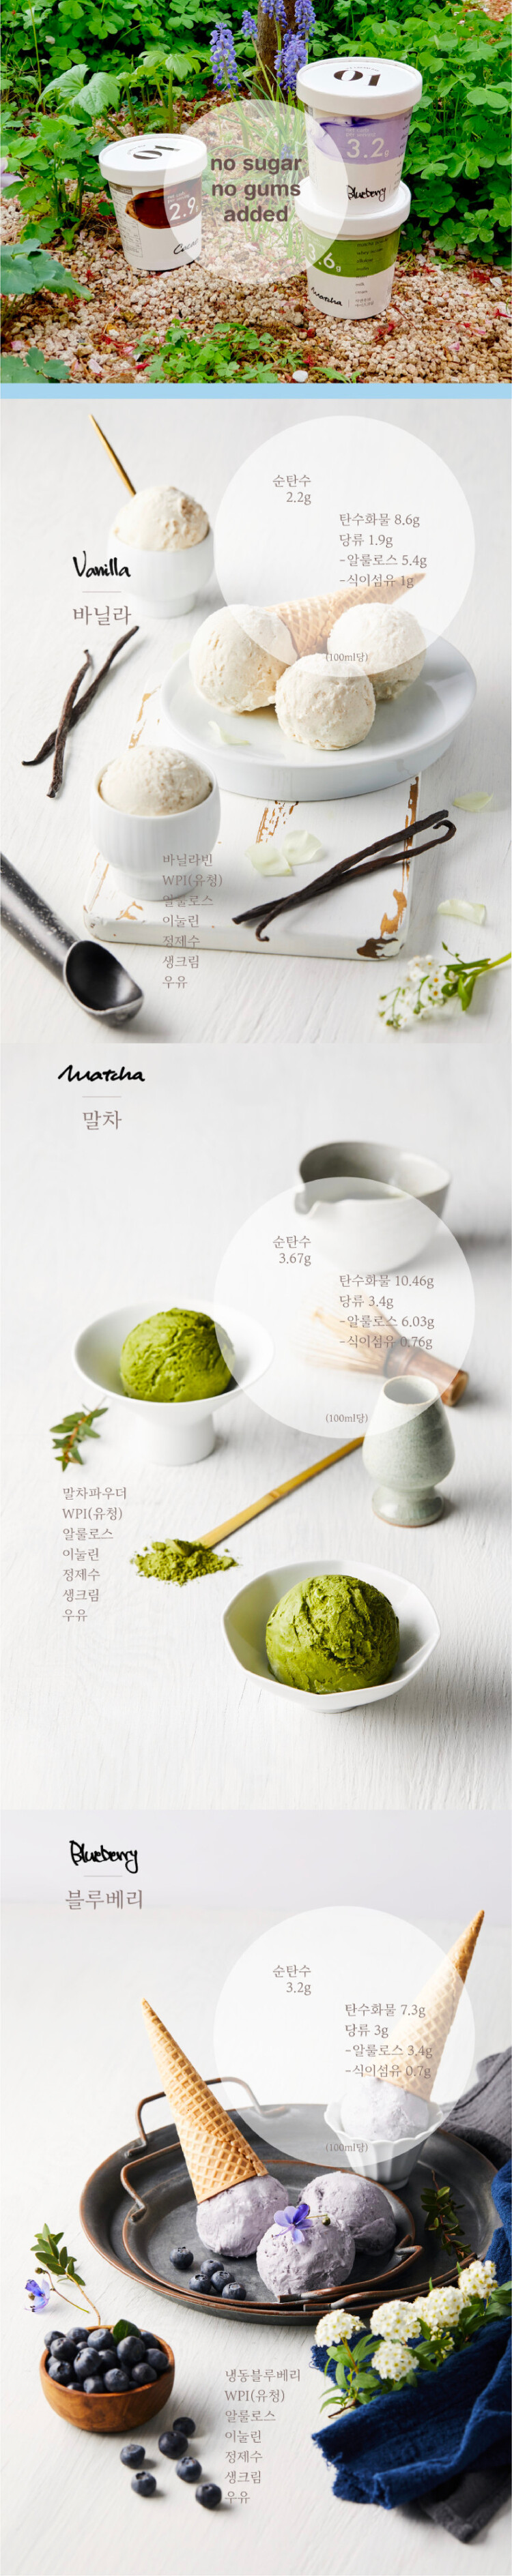 no sugar
no gums
added
01
3.2g
Blueberry
01
2.9
Cacao
3.6g
Matcha
순탄수
2.2g
탄수화물 8.6g
당류 1.9g
-알룰로스 5.4g
-식이섬유 1g
(100ml당)
Vanilla
바닐라
바닐라빈
WPI(유청)
알룰로스
이눌린
정제수
생크림
우유
Matcha
말차
순탄수
3.67g
탄수화물 10.46g
당류 3.4g
-알룰로스 6.03g
-식이섬유 0.76g
(100ml당)
말차파우더
WPI(유청)
알룰로스
이눌린
정제수
생크림
우유
Blueberry
블루베리
순탄수
3.2g
탄수화물 7.3g
당류 3g
-알룰로스 3.4g
-식이섬유 0.7g
(100ml당)
냉동블루베리
WPI(유청)
알룰로스
이눌린
정제수
생크림
우유